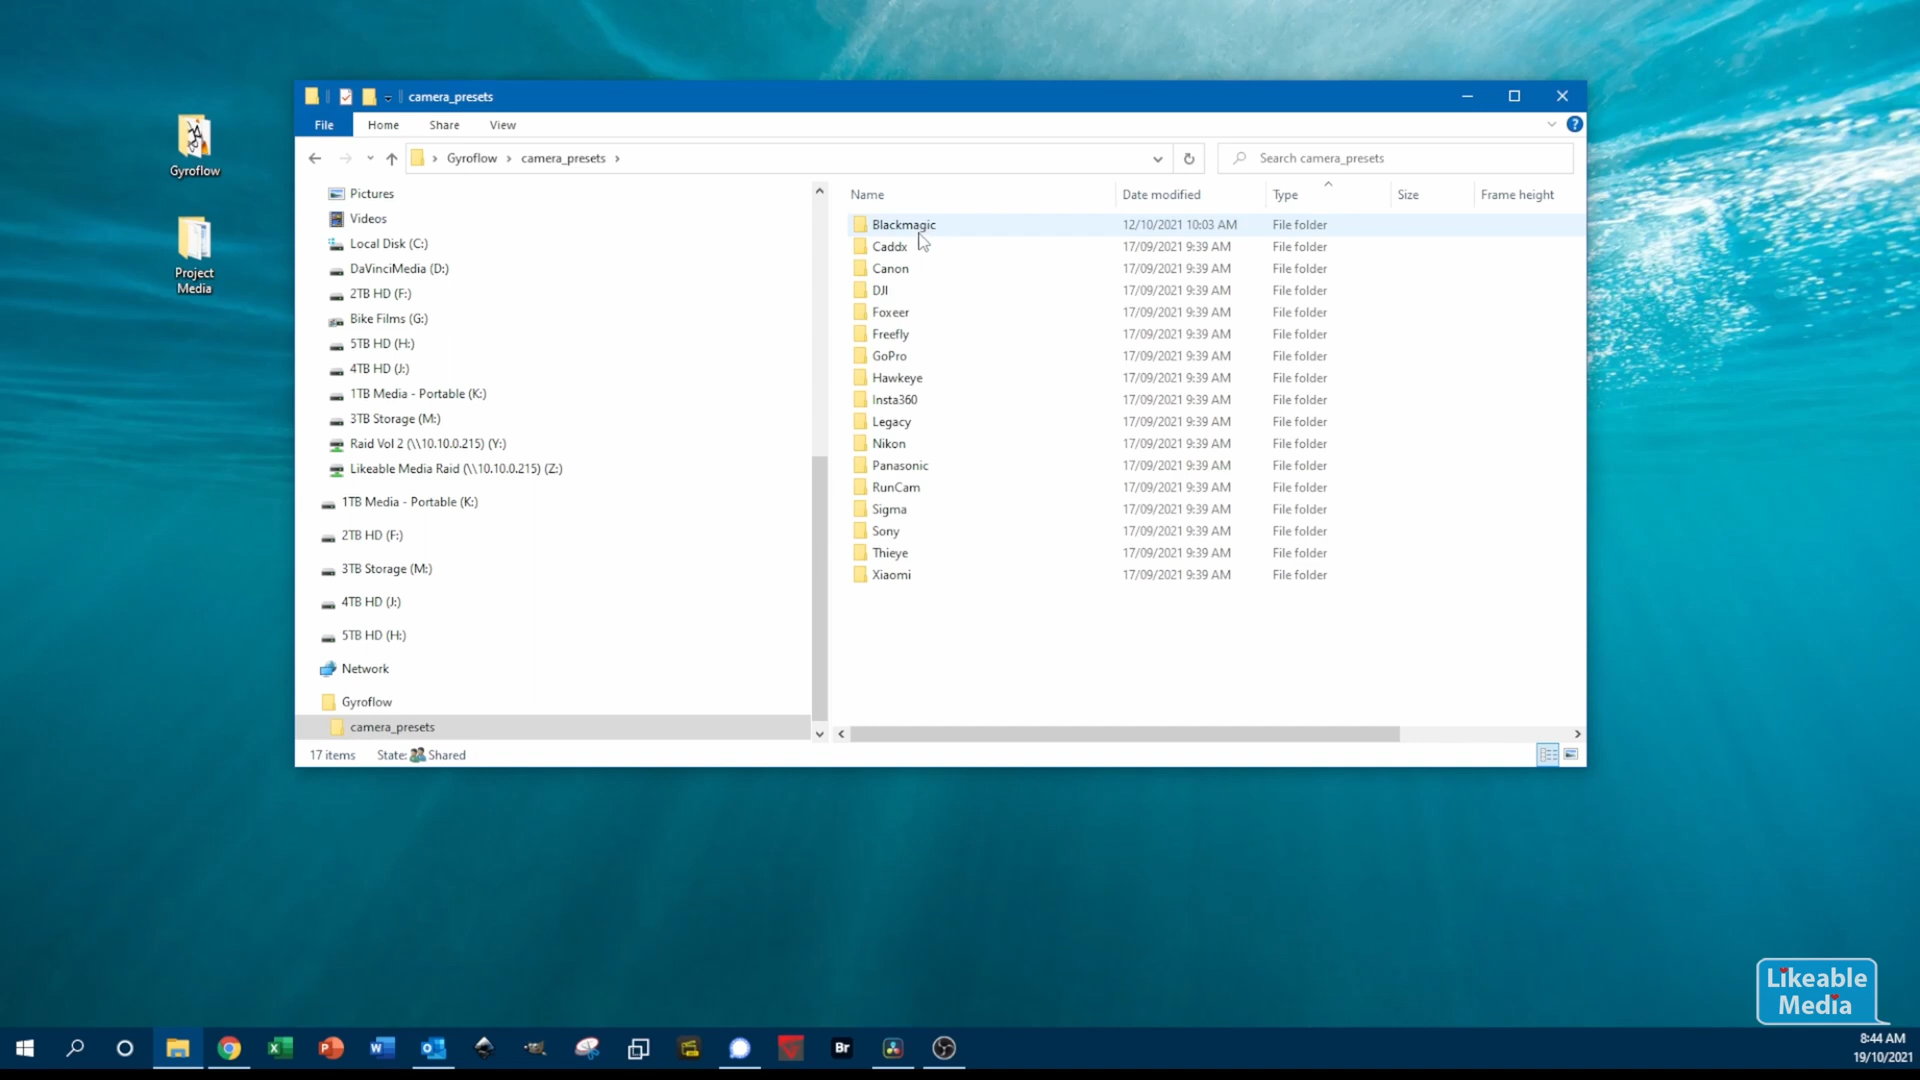 Gyroflow
Project
Media
camera_presets
File
Home
Share
View
?
Gyroflow
camera_presets
Search camera_presets
Pictures
Videos
Local Disk (C:)
DaVinciMedia (D:)
2TB HD (F:)
Bike Films (G:)
5TB HD (H:)
4TB HD (J:)
1TB Media - Portable (K:)
3TB Storage (M:)
Raid Vol 2 (\\10.10.0.215) (Y:)
Likeable Media Raid (\\10.10.0.215) (Z:)
1TB Media - Portable (K:)
2TB HD (F:)
3TB Storage (M:)
4TB HD (J:)
5TB HD (H:)
Network
Gyroflow
camera_presets
Name Date modified Type Size Frame height
Blackmagic 12/10/2021 10:03 AM File folder
Caddx 17/09/2021 9:39 AM File folder
Canon 17/09/2021 9:39 AM File folder
DJI 17/09/2021 9:39 AM File folder
Foxeer 17/09/2021 9:39 AM File folder
Freefly 17/09/2021 9:39 AM File folder
GoPro 17/09/2021 9:39 AM File folder
Hawkeye 17/09/2021 9:39 AM File folder
Insta360 17/09/2021 9:39 AM File folder
Legacy 17/09/2021 9:39 AM File folder
Nikon 17/09/2021 9:39 AM File folder
Panasonic 17/09/2021 9:39 AM File folder
RunCam 17/09/2021 9:39 AM File folder
Sigma 17/09/2021 9:39 AM File folder
Sony 17/09/2021 9:39 AM File folder
Thieye 17/09/2021 9:39 AM File folder
Xiaomi 17/09/2021 9:39 AM File folder
17 items State: Shared
Likeable
Media
Br
8:44 AM
19/10/2021